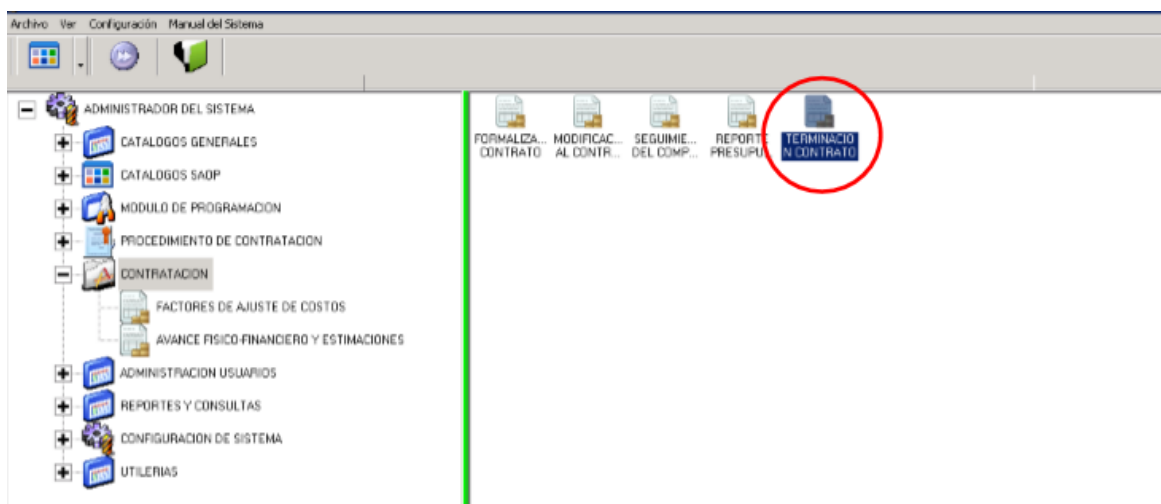 Archivo Ver Configuración Manual del Sistema
ADMINISTRADOR DEL SISTEMA
CATALOGOS GENERALES
CATALOGOS SAOP
MODULO DE PROGRAMACION
PROCEDIMIENTO DE CONTRATACION
CONTRATACION
FACTORES DE AJUSTE DE COSTOS
AVANCE FISICO-FINANCIERO Y ESTIMACIONES
ADMINISTRACION USUARIOS
REPORTES Y CONSULTAS
CONFIGURACION DE SISTEMA
UTILERIAS
FORMALIZA...
CONTRATO
MODIFICAC...
AL CONTR...
SEGUIMIE...
DEL COMP...
REPORTE
PRESUPU...
TERMINACIO
N CONTRATO